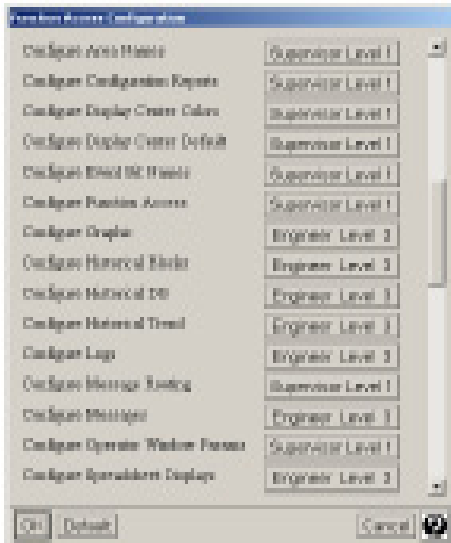 Function Access Configuration
Configure Area Names Supervisor Level 1
Configure Configuration Reports Supervisor Level 1
Configure Display Center Colors Supervisor Level 1
Configure Display Center Default Supervisor Level 1
Configure Names Supervisor Level 1
Configure Function Access Supervisor Level 1
Configure Graphic Engineer Level 3
Configure Historical Blocks Engineer Level 3
Configure Historical DB Engineer Level 3
Configure Historical Trend Engineer Level 3
Configure Logs Engineer Level 3
Configure Message Routing Supervisor Level 1
Configure Messages Engineer Level 3
Configure Operator Window Supervisor Level 1
Configure Spreadsheet Displays Engineer Level 3
OK Default Cancel ?